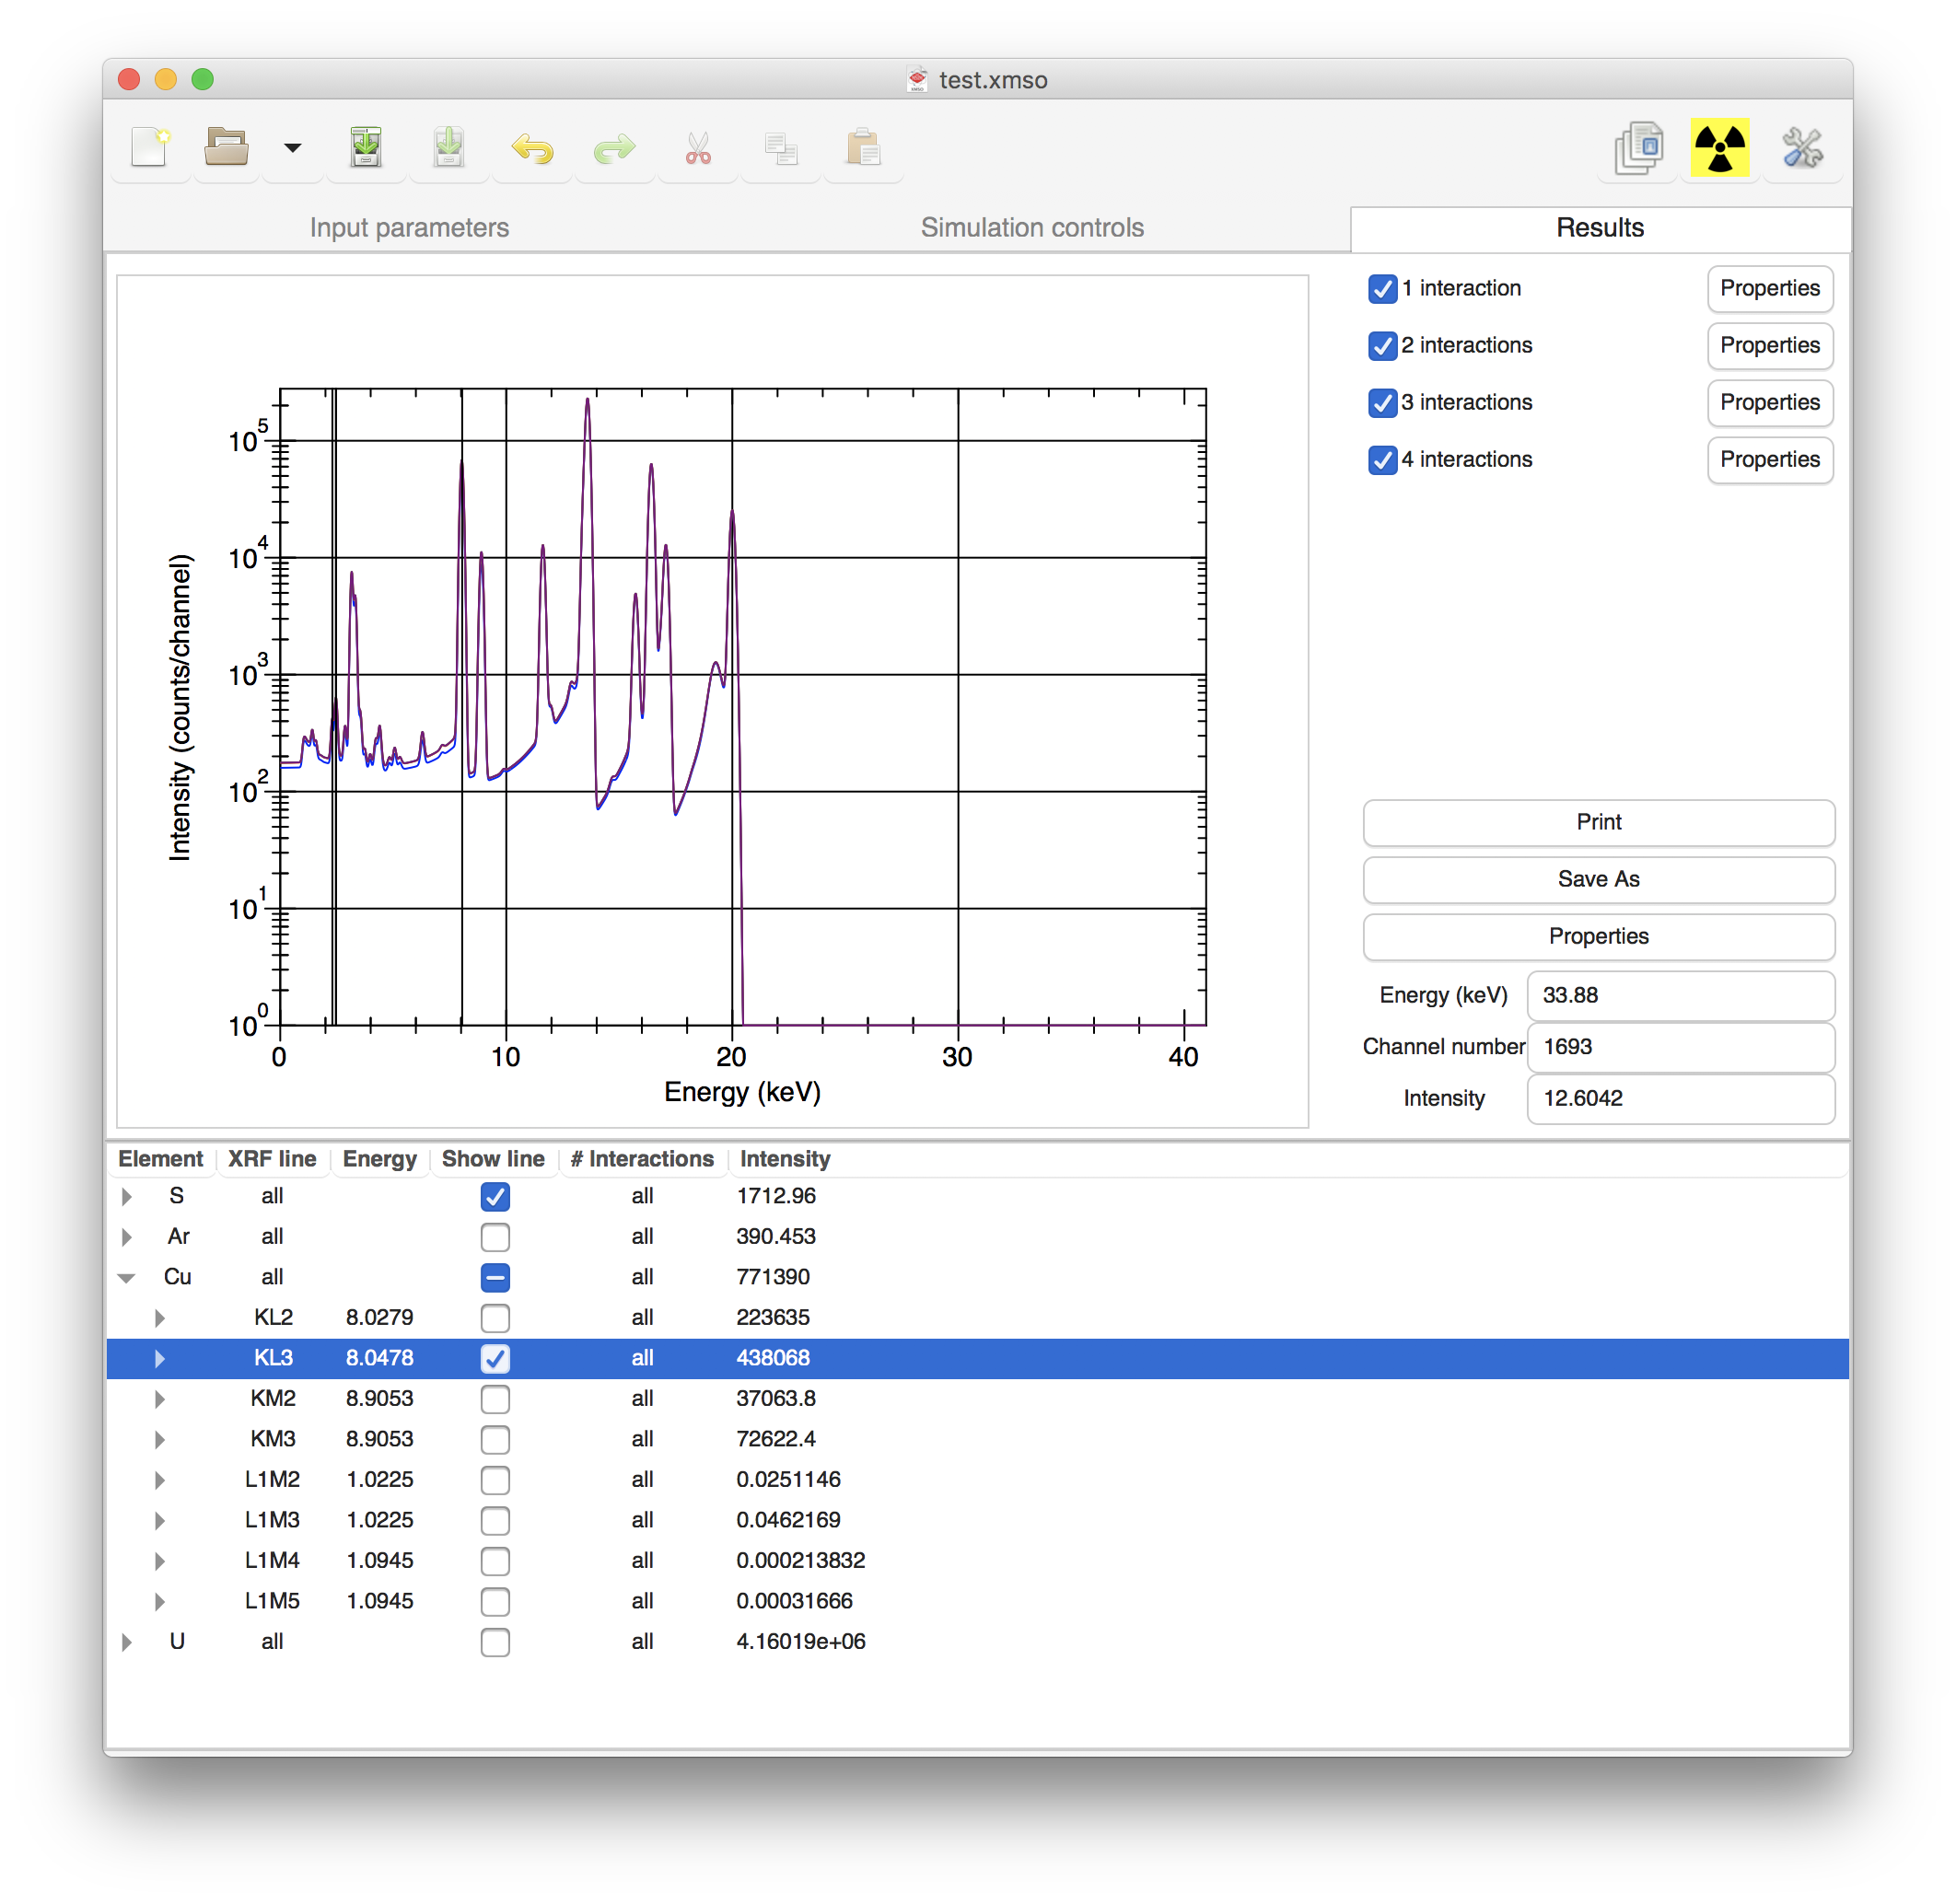 test.xmso
Input parameters Simulation controls Results
1 interaction Properties
2 interactions Properties
3 interactions Properties
4 interactions Properties
Intensity (counts/channel)
10^5
10^4
10^3
10^2
10^1
10^0
0 10 20 30 40
Energy (keV)
Print
Save As
Properties
Energy (keV) 33.88
Channel number 1693
Intensity 12.6042
Element XRF line Energy Show line # Interactions Intensity
S all all 1712.96
Ar all all 390.453
Cu all all 771390
KL2 8.0279 all 223635
KL3 8.0478 all 438068
KM2 8.9053 all 37063.8
KM3 8.9053 all 72622.4
L1M2 1.0225 all 0.0251146
L1M3 1.0225 all 0.0462169
L1M4 1.0945 all 0.000213832
L1M5 1.0945 all 0.00031666
U all all 4.16019e+06